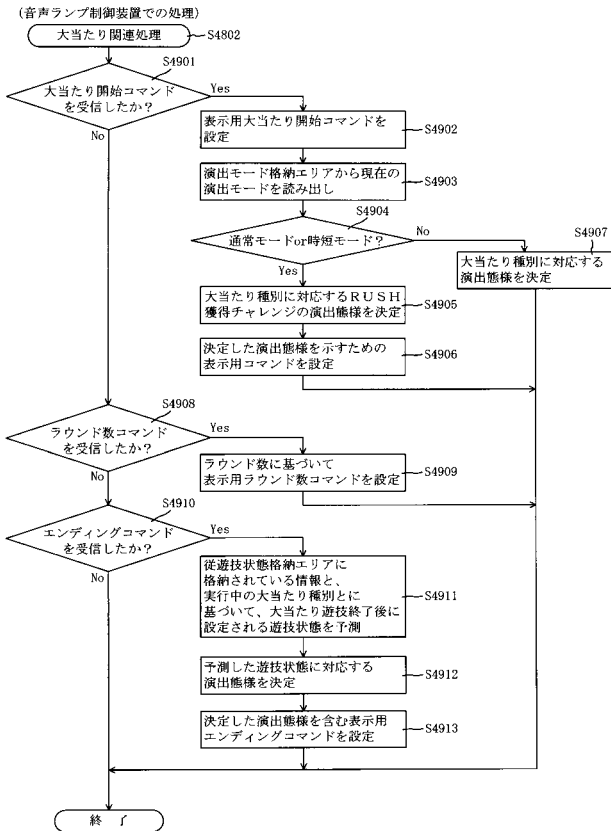 (音声ランプ制御装置での処理)
大当たり関連処理
S4802
S4901
大当たり開始コマンド
を受信したか?
Yes
No
表示用大当たり開始コマンドを
設定
S4902
演出モード格納エリアから現在の
演出モードを読み出し
S4903
S4904
通常モードor時短モード?
No
Yes
S4907
大当たり種別に対応する
演出態様を決定
大当たり種別に対応するRUSH
獲得チャレンジの演出態様を決定
S4905
決定した演出態様を示すための
表示用コマンドを設定
S4906
S4908
ラウンド数コマンド
を受信したか?
Yes
No
ラウンド数に基づいて
表示用ラウンド数コマンドを設定
S4909
S4910
エンディングコマンド
を受信したか?
Yes
No
従遊技状態格納エリアに
格納されている情報と、
実行中の大当たり種別とに
基づいて、大当たり遊技終了後に
設定される遊技状態を予測
S4911
予測した遊技状態に対応する
演出態様を決定
S4912
決定した演出態様を含む表示用
エンディングコマンドを設定
S4913
終 了